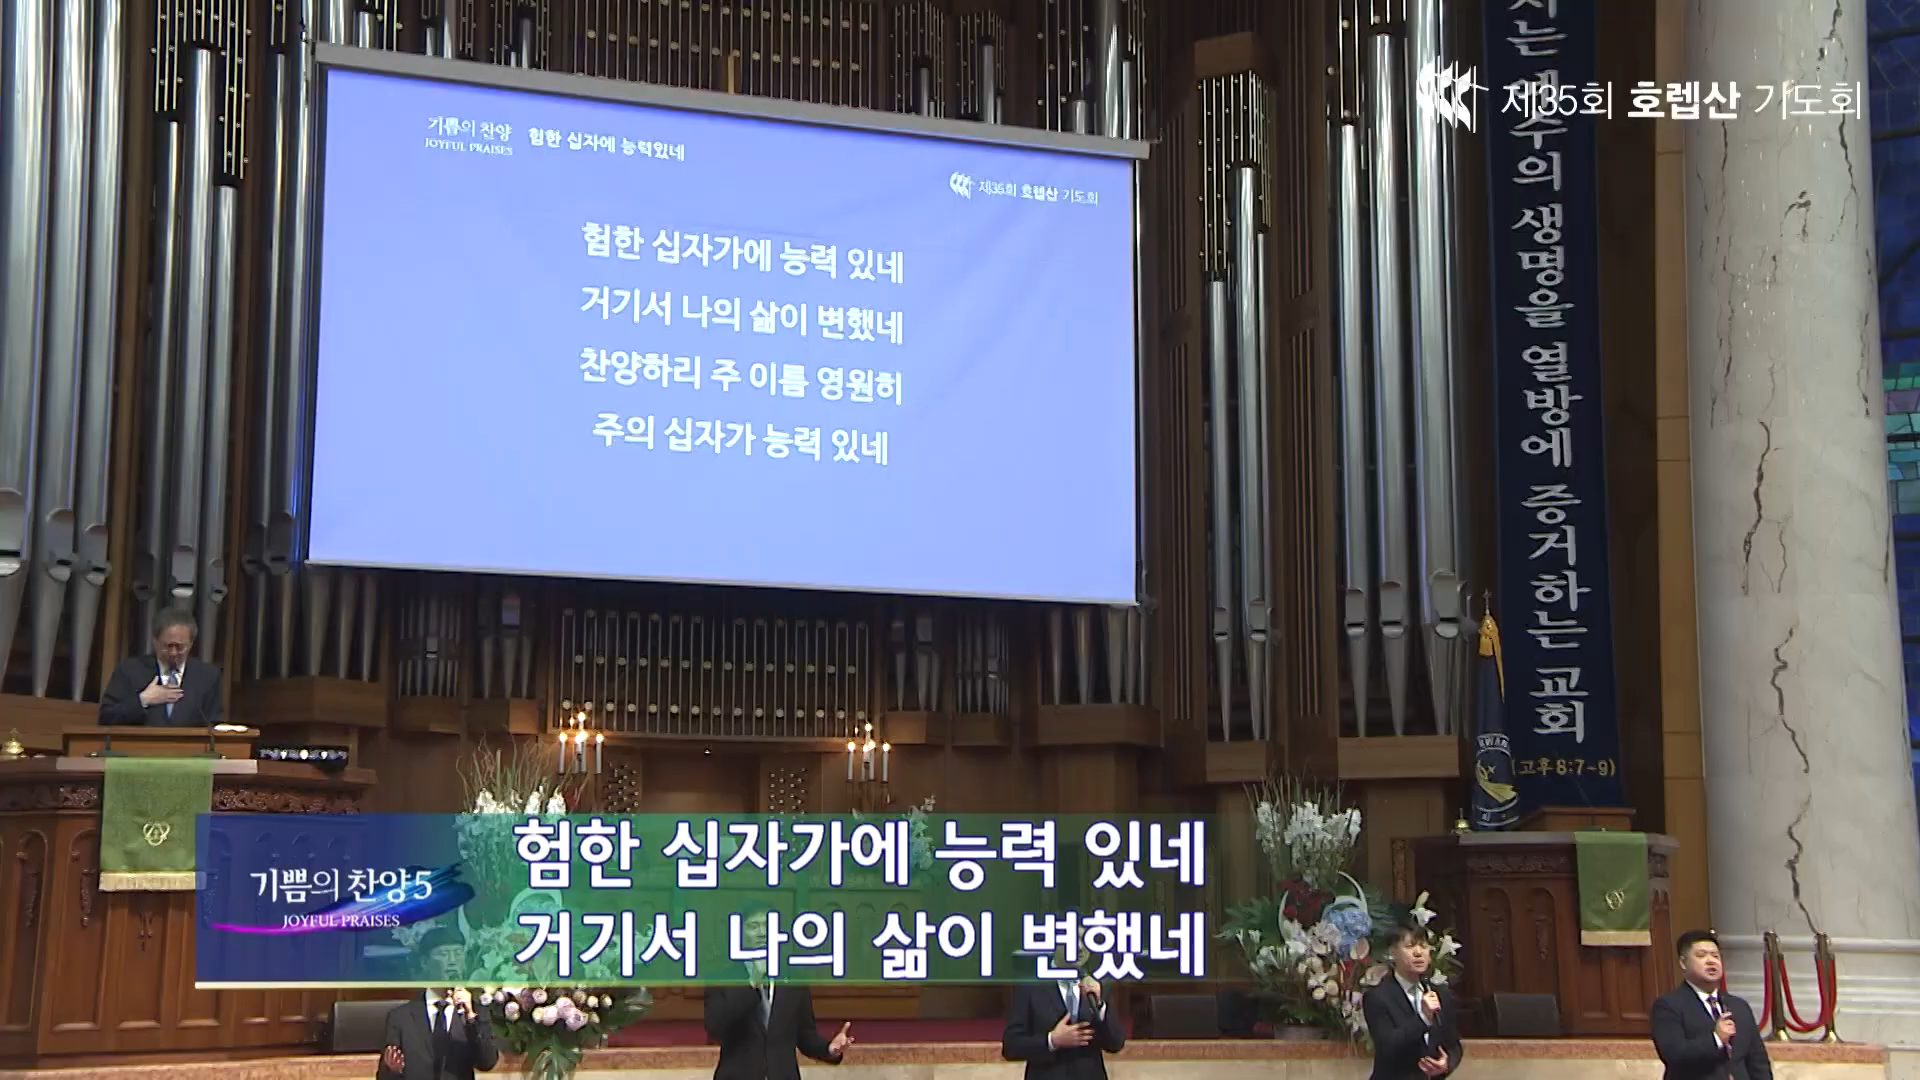 제35회 호렙산 기도회
기쁨의 찬양
JOYFUL PRAISES
험한 십자에 능력있네
제35회 호렙산 기도회
험한 십자가에 능력 있네
거기서 나의 삶이 변했네
찬양하리 주 이름 영원히
주의 십자가 능력 있네
예수의 생명을 열방에 증거하는 교회
(고후 8:7~9)
기쁨의 찬양5
JOYFUL PRAISES
험한 십자가에 능력 있네
거기서 나의 삶이 변했네